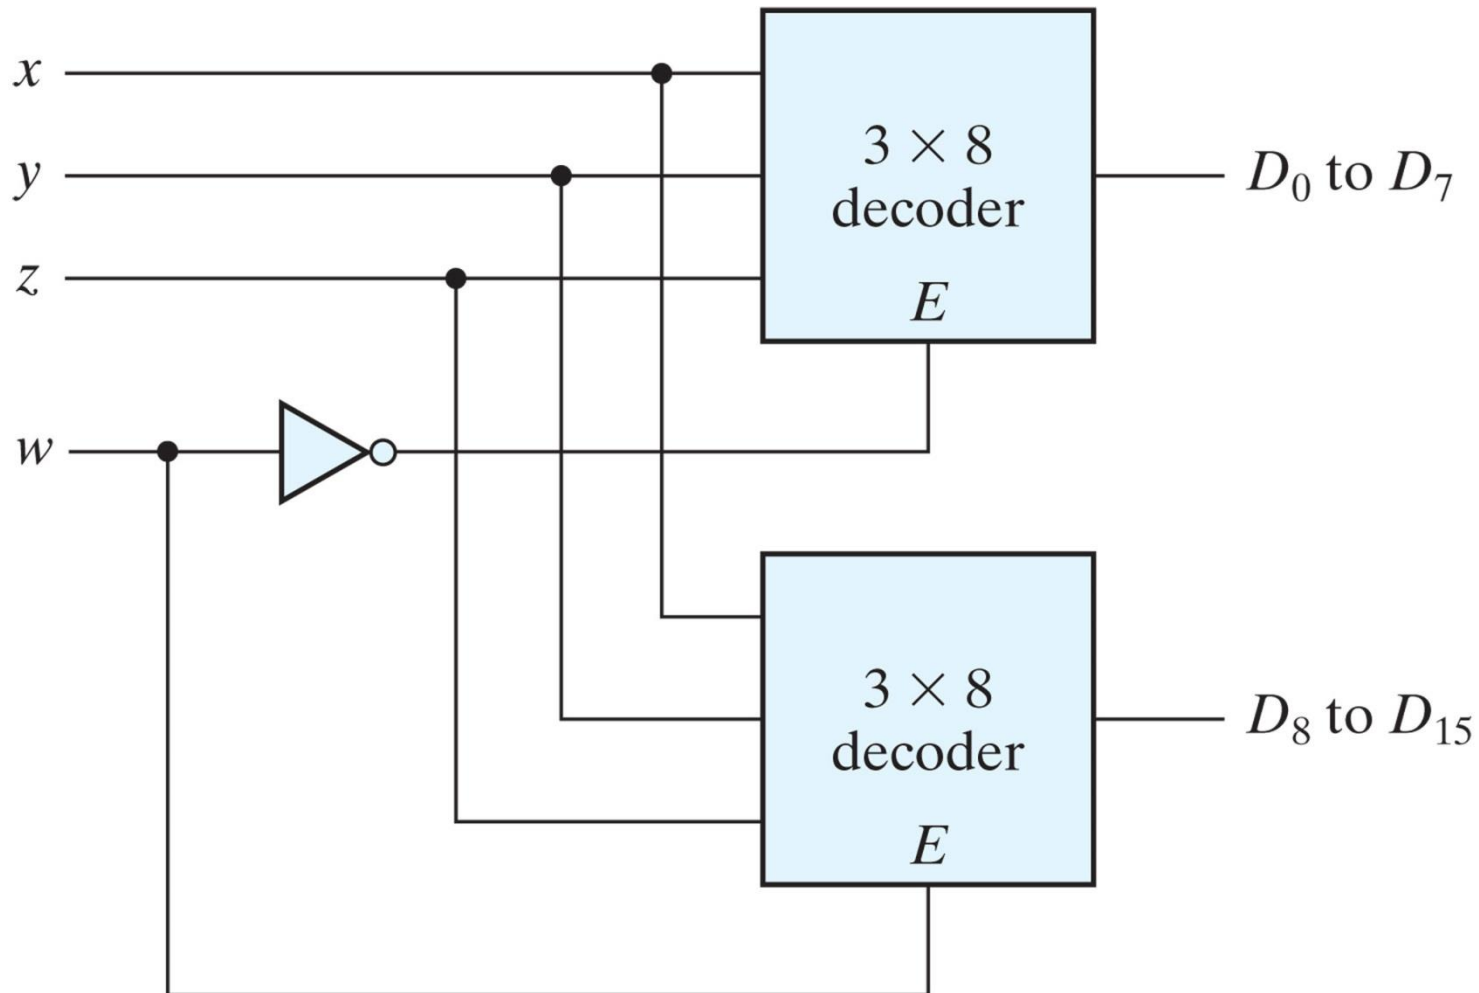 x
y
z
w
3 × 8
decoder
E
D₀ to D₇
3 × 8
decoder
E
D₈ to D₁₅